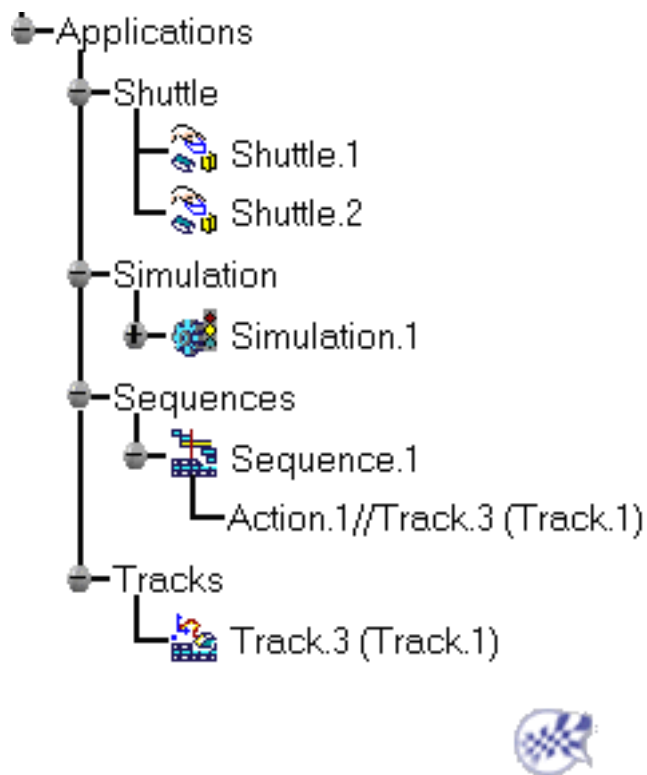 Applications
Shuttle
Shuttle.1
Shuttle.2
Simulation
Simulation.1
Sequences
Sequence.1
Action.1//Track.3 (Track.1)
Tracks
Track.3 (Track.1)